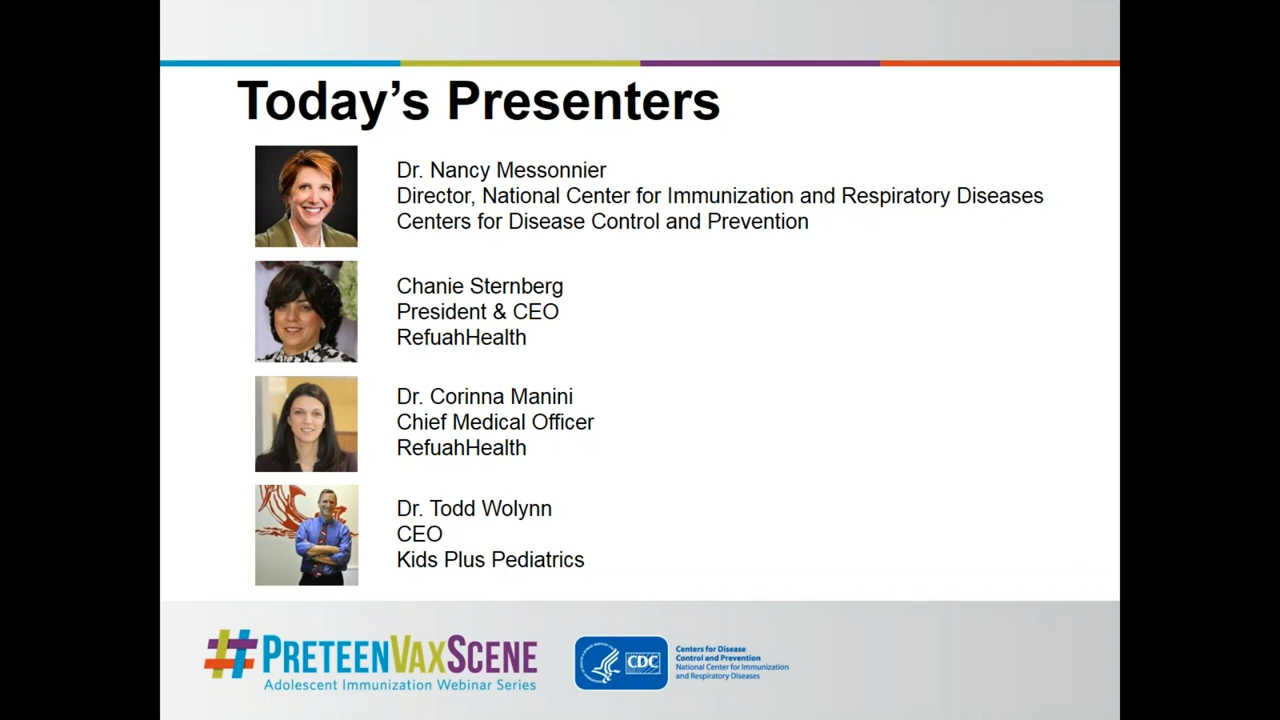 Today's Presenters
Dr. Nancy Messonnier
Director, National Center for Immunization and Respiratory Diseases
Centers for Disease Control and Prevention
Chanie Sternberg
President & CEO
RefuahHealth
Dr. Corinna Manini
Chief Medical Officer
RefuahHealth
Dr. Todd Wolynn
CEO
Kids Plus Pediatrics
#PreteenVaxScene
Adolescent Immunization Webinar Series
CDC
Centers for Disease
Control and Prevention
National Center for Immunization
and Respiratory Diseases